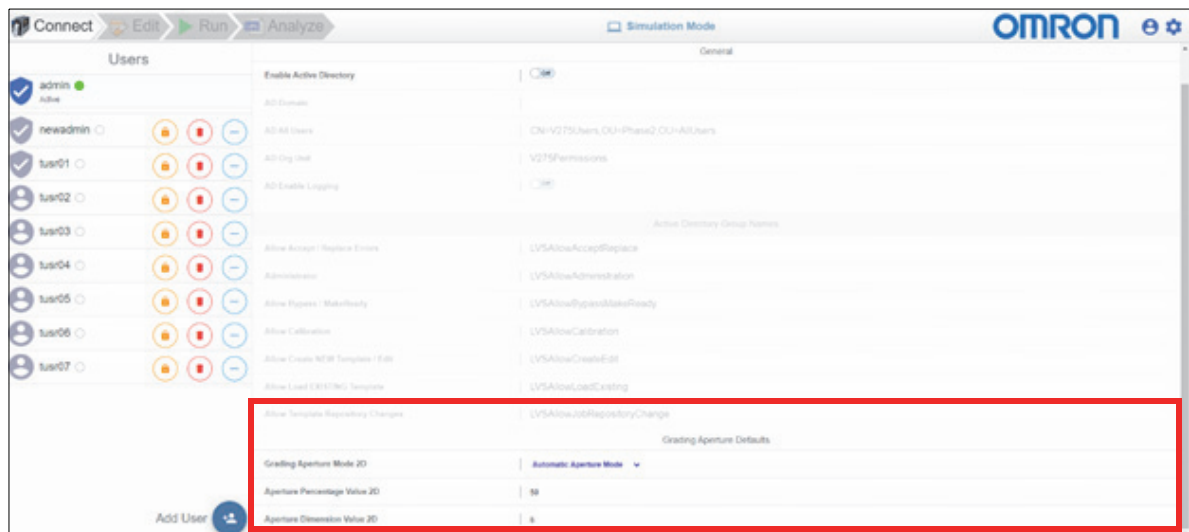 Connect Edit Run Analyze Simulation Mode OMRON
Users
General
admin
Active
Enable Active Directory Off
AD Domain
newadmin
AD All Users CN=V275Users,OU=Phase2,OU=AllUsers
tusr01
AD Org Unit V275Permissions
tusr02
AD Enable Logging Off
tusr03
Active Directory Group Names
Allow Accept / Replace Errors LVSAllowAcceptReplace
tusr04
Administrator LVSAllowAdministration
tusr05
Allow Bypass / MakeReady LVSAllowBypassMakeReady
tusr06
Allow Calibration LVSAllowCalibration
tusr07
Allow Create NEW Template / Edit LVSAllowCreateEdit
Allow Load EXISTING Template LVSAllowLoadExisting
Allow Template Repository Changes LVSAllowJobRepositoryChange
Grading Aperture Defaults
Grading Aperture Mode 2D Automatic Aperture Mode
Aperture Percentage Value 2D 50
Add User
Aperture Dimension Value 2D